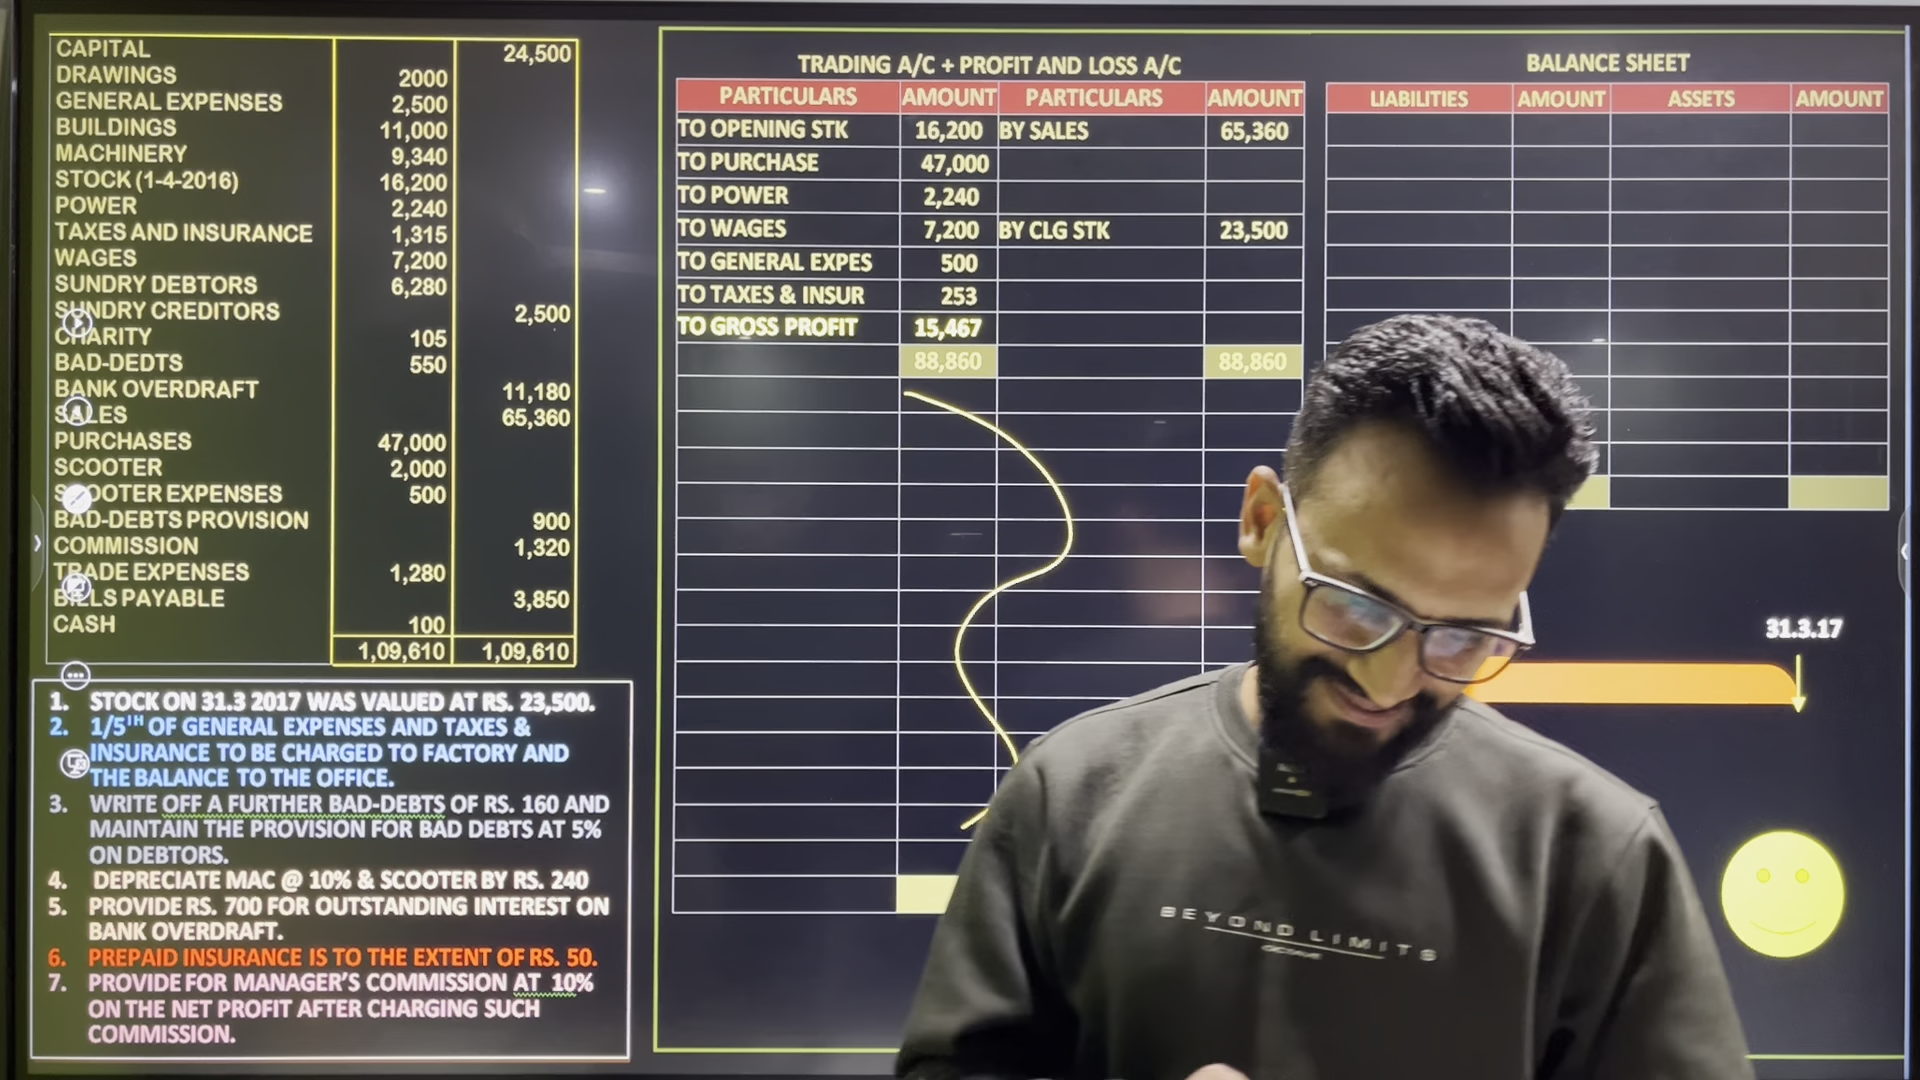 CAPITAL 24,500
DRAWINGS 2000
GENERAL EXPENSES 2,500
BUILDINGS 11,000
MACHINERY 9,340
STOCK (1-4-2016) 16,200
POWER 2,240
TAXES AND INSURANCE 1,315
WAGES 7,200
SUNDRY DEBTORS 6,280
SUNDRY CREDITORS 2,500
CHARITY 105
BAD-DEDTS 550
BANK OVERDRAFT 11,180
SALES 65,360
PURCHASES 47,000
SCOOTER 2,000
SCOOTER EXPENSES 500
BAD-DEBTS PROVISION 900
COMMISSION 1,320
TRADE EXPENSES 1,280
BILLS PAYABLE 3,850
CASH 100
1,09,610 1,09,610
1. STOCK ON 31.3 2017 WAS VALUED AT RS. 23,500.
2. 1/5TH OF GENERAL EXPENSES AND TAXES &
INSURANCE TO BE CHARGED TO FACTORY AND
THE BALANCE TO THE OFFICE.
3. WRITE OFF A FURTHER BAD-DEBTS OF RS. 160 AND
MAINTAIN THE PROVISION FOR BAD DEBTS AT 5%
ON DEBTORS.
4. DEPRECIATE MAC @ 10% & SCOOTER BY RS. 240
5. PROVIDE RS. 700 FOR OUTSTANDING INTEREST ON
BANK OVERDRAFT.
6. PREPAID INSURANCE IS TO THE EXTENT OF RS. 50.
7. PROVIDE FOR MANAGER'S COMMISSION AT 10%
ON THE NET PROFIT AFTER CHARGING SUCH
COMMISSION.
TRADING A/C + PROFIT AND LOSS A/C
PARTICULARS AMOUNT PARTICULARS AMOUNT
TO OPENING STK 16,200 BY SALES 65,360
TO PURCHASE 47,000
TO POWER 2,240
TO WAGES 7,200 BY CLG STK 23,500
TO GENERAL EXPES 500
TO TAXES & INSUR 253
TO GROSS PROFIT 15,467
88,860 88,860
BALANCE SHEET
LIABILITIES AMOUNT ASSETS AMOUNT
31.3.17
BEYOND LIMITS